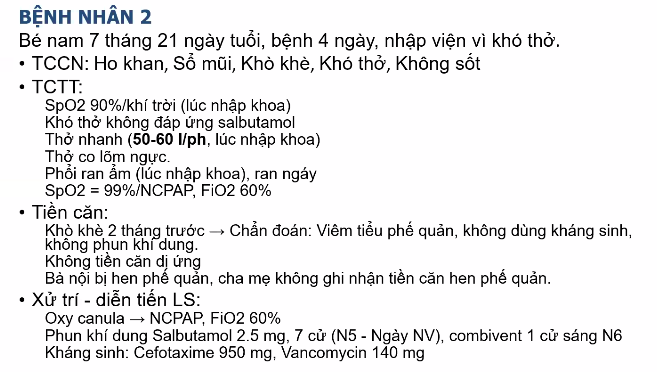 BỆNH NHÂN 2
Bé nam 7 tháng 21 ngày tuổi, bệnh 4 ngày, nhập viện vì khó thở.
• TCCN: Ho khan, Sổ mũi, Khò khè, Khó thở, Không sốt
• TCTT:
SpO2 90%/khí trời (lúc nhập khoa)
Khó thở không đáp ứng salbutamol
Thở nhanh (50-60 l/ph, lúc nhập khoa)
Thở co lõm ngực.
Phổi ran ẩm (lúc nhập khoa), ran ngáy
SpO2 = 99%/NCPAP, FiO2 60%
• Tiền căn:
Khò khè 2 tháng trước → Chẩn đoán: Viêm tiểu phế quản, không dùng kháng sinh,
không phun khí dung.
Không tiền căn dị ứng
Bà nội bị hen phế quản, cha mẹ không ghi nhận tiền căn hen phế quản.
• Xử trí - diễn tiến LS:
Oxy canula → NCPAP, FiO2 60%
Phun khí dung Salbutamol 2.5 mg, 7 cử (N5 - Ngày NV), combivent 1 cử sáng N6
Kháng sinh: Cefotaxime 950 mg, Vancomycin 140 mg